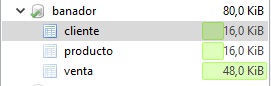 banador 80,0 KiB
cliente 16,0 KiB
producto 16,0 KiB
venta 48,0 KiB